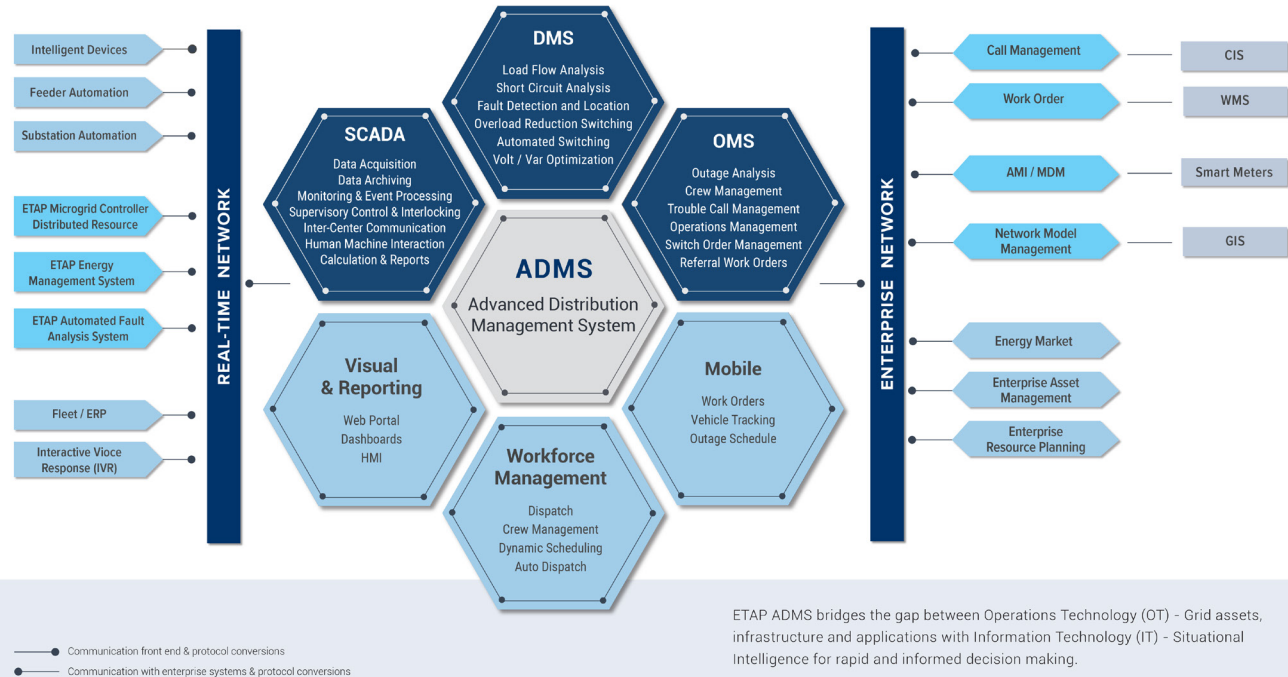 Intelligent Devices
Feeder Automation
Substation Automation
ETAP Microgrid Controller
Distributed Resource
ETAP Energy
Management System
ETAP Automated Fault
Analysis System
Fleet / ERP
Interactive Vioce
Response (IVR)
REAL-TIME NETWORK
SCADA
Data Acquisition
Data Archiving
Monitoring & Event Processing
Supervisory Control & Interlocking
Inter-Center Communication
Human Machine Interaction
Calculation & Reports
DMS
Load Flow Analysis
Short Circuit Analysis
Fault Detection and Location
Overload Reduction Switching
Automated Switching
Volt / Var Optimization
OMS
Outage Analysis
Crew Management
Trouble Call Management
Operations Management
Switch Order Management
Referral Work Orders
ADMS
Advanced Distribution
Management System
Visual
& Reporting
Web Portal
Dashboards
HMI
Workforce
Management
Dispatch
Crew Management
Dynamic Scheduling
Auto Dispatch
Mobile
Work Orders
Vehicle Tracking
Outage Schedule
ENTERPRISE NETWORK
Call Management
CIS
Work Order
WMS
AMI / MDM
Smart Meters
Network Model
Management
GIS
Energy Market
Enterprise Asset
Management
Enterprise
Resource Planning
Communication front end & protocol conversions
Communication with enterprise systems & protocol conversions
ETAP ADMS bridges the gap between Operations Technology (OT) - Grid assets,
infrastructure and applications with Information Technology (IT) - Situational
Intelligence for rapid and informed decision making.